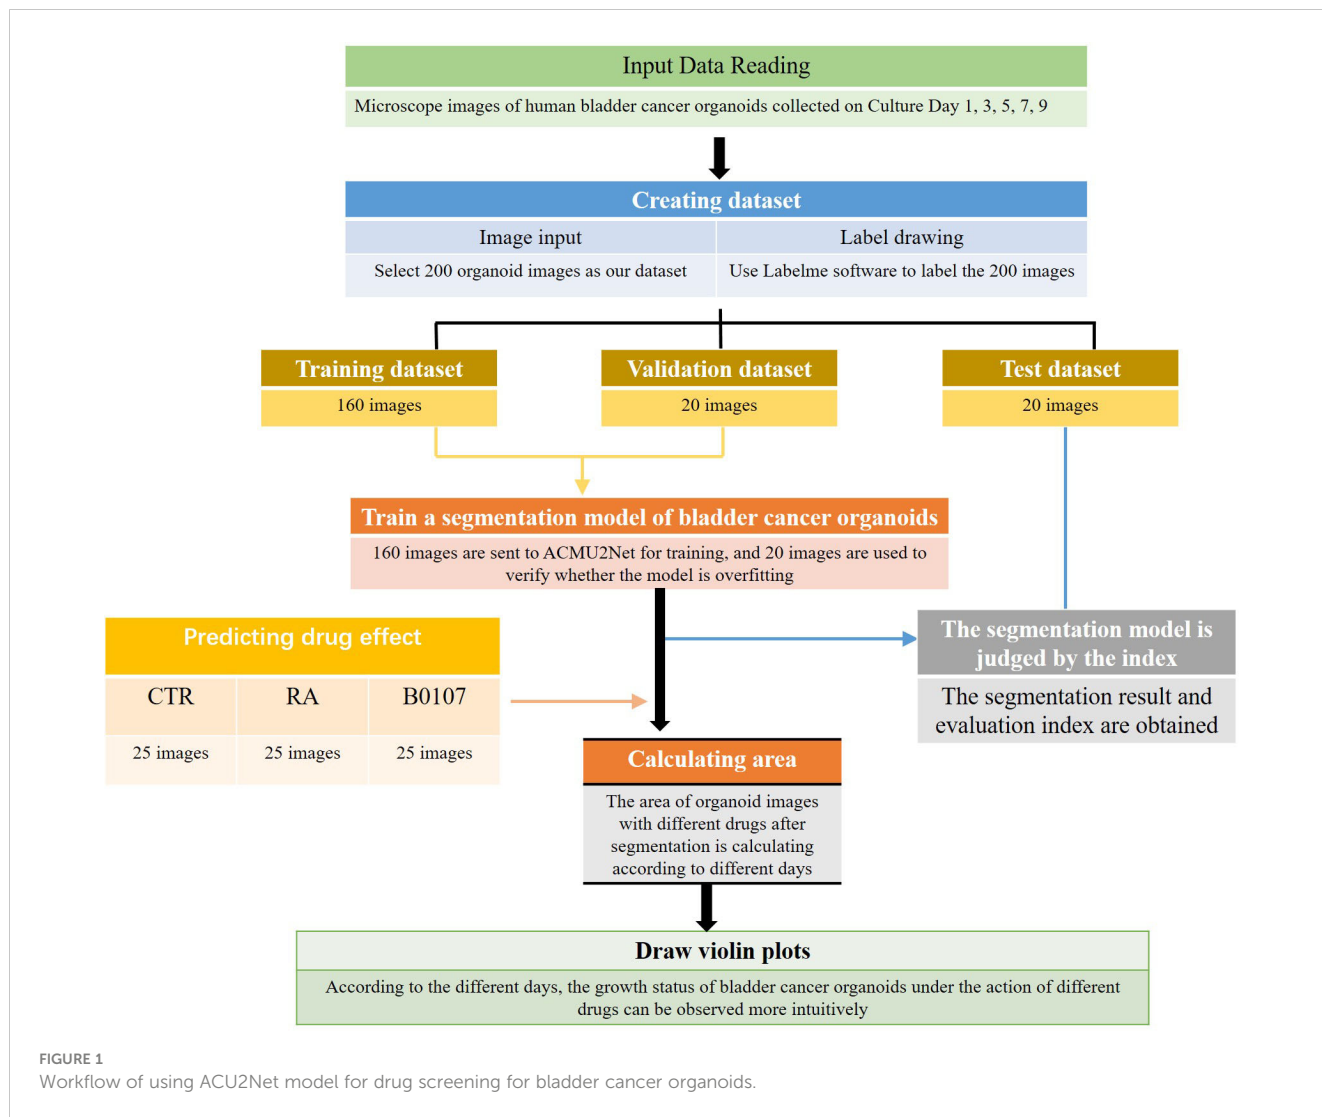 Input Data Reading
Microscope images of human bladder cancer organoids collected on Culture Day 1, 3, 5, 7, 9
Creating dataset
Image input
Label drawing
Select 200 organoid images as our dataset
Use Labelme software to label the 200 images
Training dataset
160 images
Validation dataset
20 images
Test dataset
20 images
Train a segmentation model of bladder cancer organoids
160 images are sent to ACMU2Net for training, and 20 images are used to
verify whether the model is overfitting
Predicting drug effect
CTR
RA
B0107
25 images
25 images
25 images
The segmentation model is
judged by the index
The segmentation result and
evaluation index are obtained
Calculating area
The area of organoid images
with different drugs after
segmentation is calculating
according to different days
Draw violin plots
According to the different days, the growth status of bladder cancer organoids under the action of different
drugs can be observed more intuitively
FIGURE 1
Workflow of using ACU2Net model for drug screening for bladder cancer organoids.